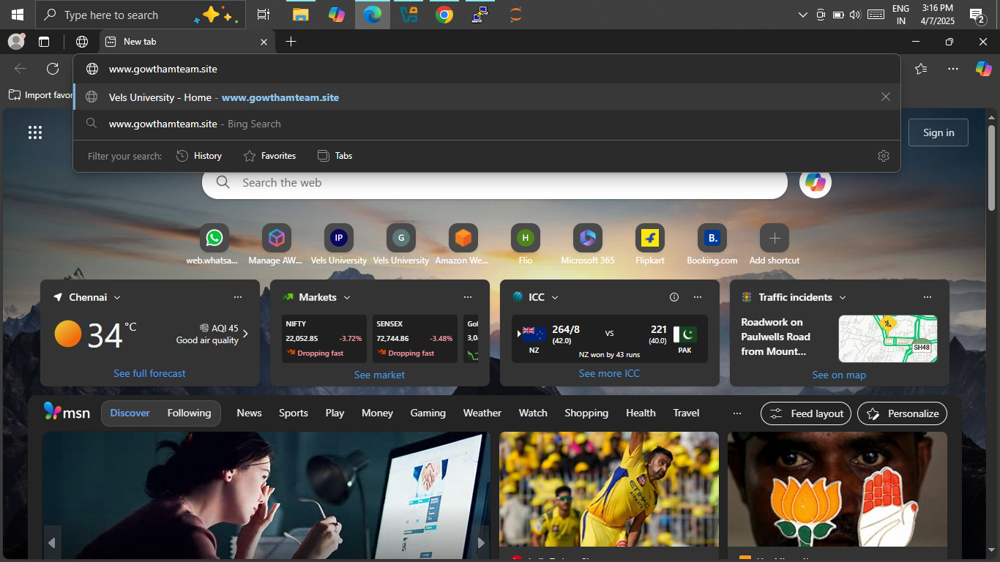 Type here to search
ENG
IN
3:16 PM
4/7/2025
2
New tab
www.gowthamteam.site
Import favor
Vels University - Home - www.gowthamteam.site
www.gowthamteam.site - Bing Search
Filter your search:
History
Favorites
Tabs
Sign in
Search the web
IP
G
H
B.
web.whatsa...
Manage AW...
Vels University
Vels University
Amazon We...
Flio
Microsoft 365
Flipkart
Booking.com
Add shortcut
Chennai
34 °C
AQI 45
Good air quality
See full forecast
Markets
NIFTY
22,052.85 -3.72%
Dropping fast
SENSEX
72,744.86 -3.48%
Dropping fast
Gol
3,04
See market
ICC
264/8
(42.0)
VS
221
(40.0)
NZ
PAK
NZ won by 43 runs
See more ICC
Traffic incidents
Roadwork on
Paulwells Road
from Mount...
SH48
See on map
msn
Discover
Following
News
Sports
Play
Money
Gaming
Weather
Watch
Shopping
Health
Travel
Feed layout
Personalize